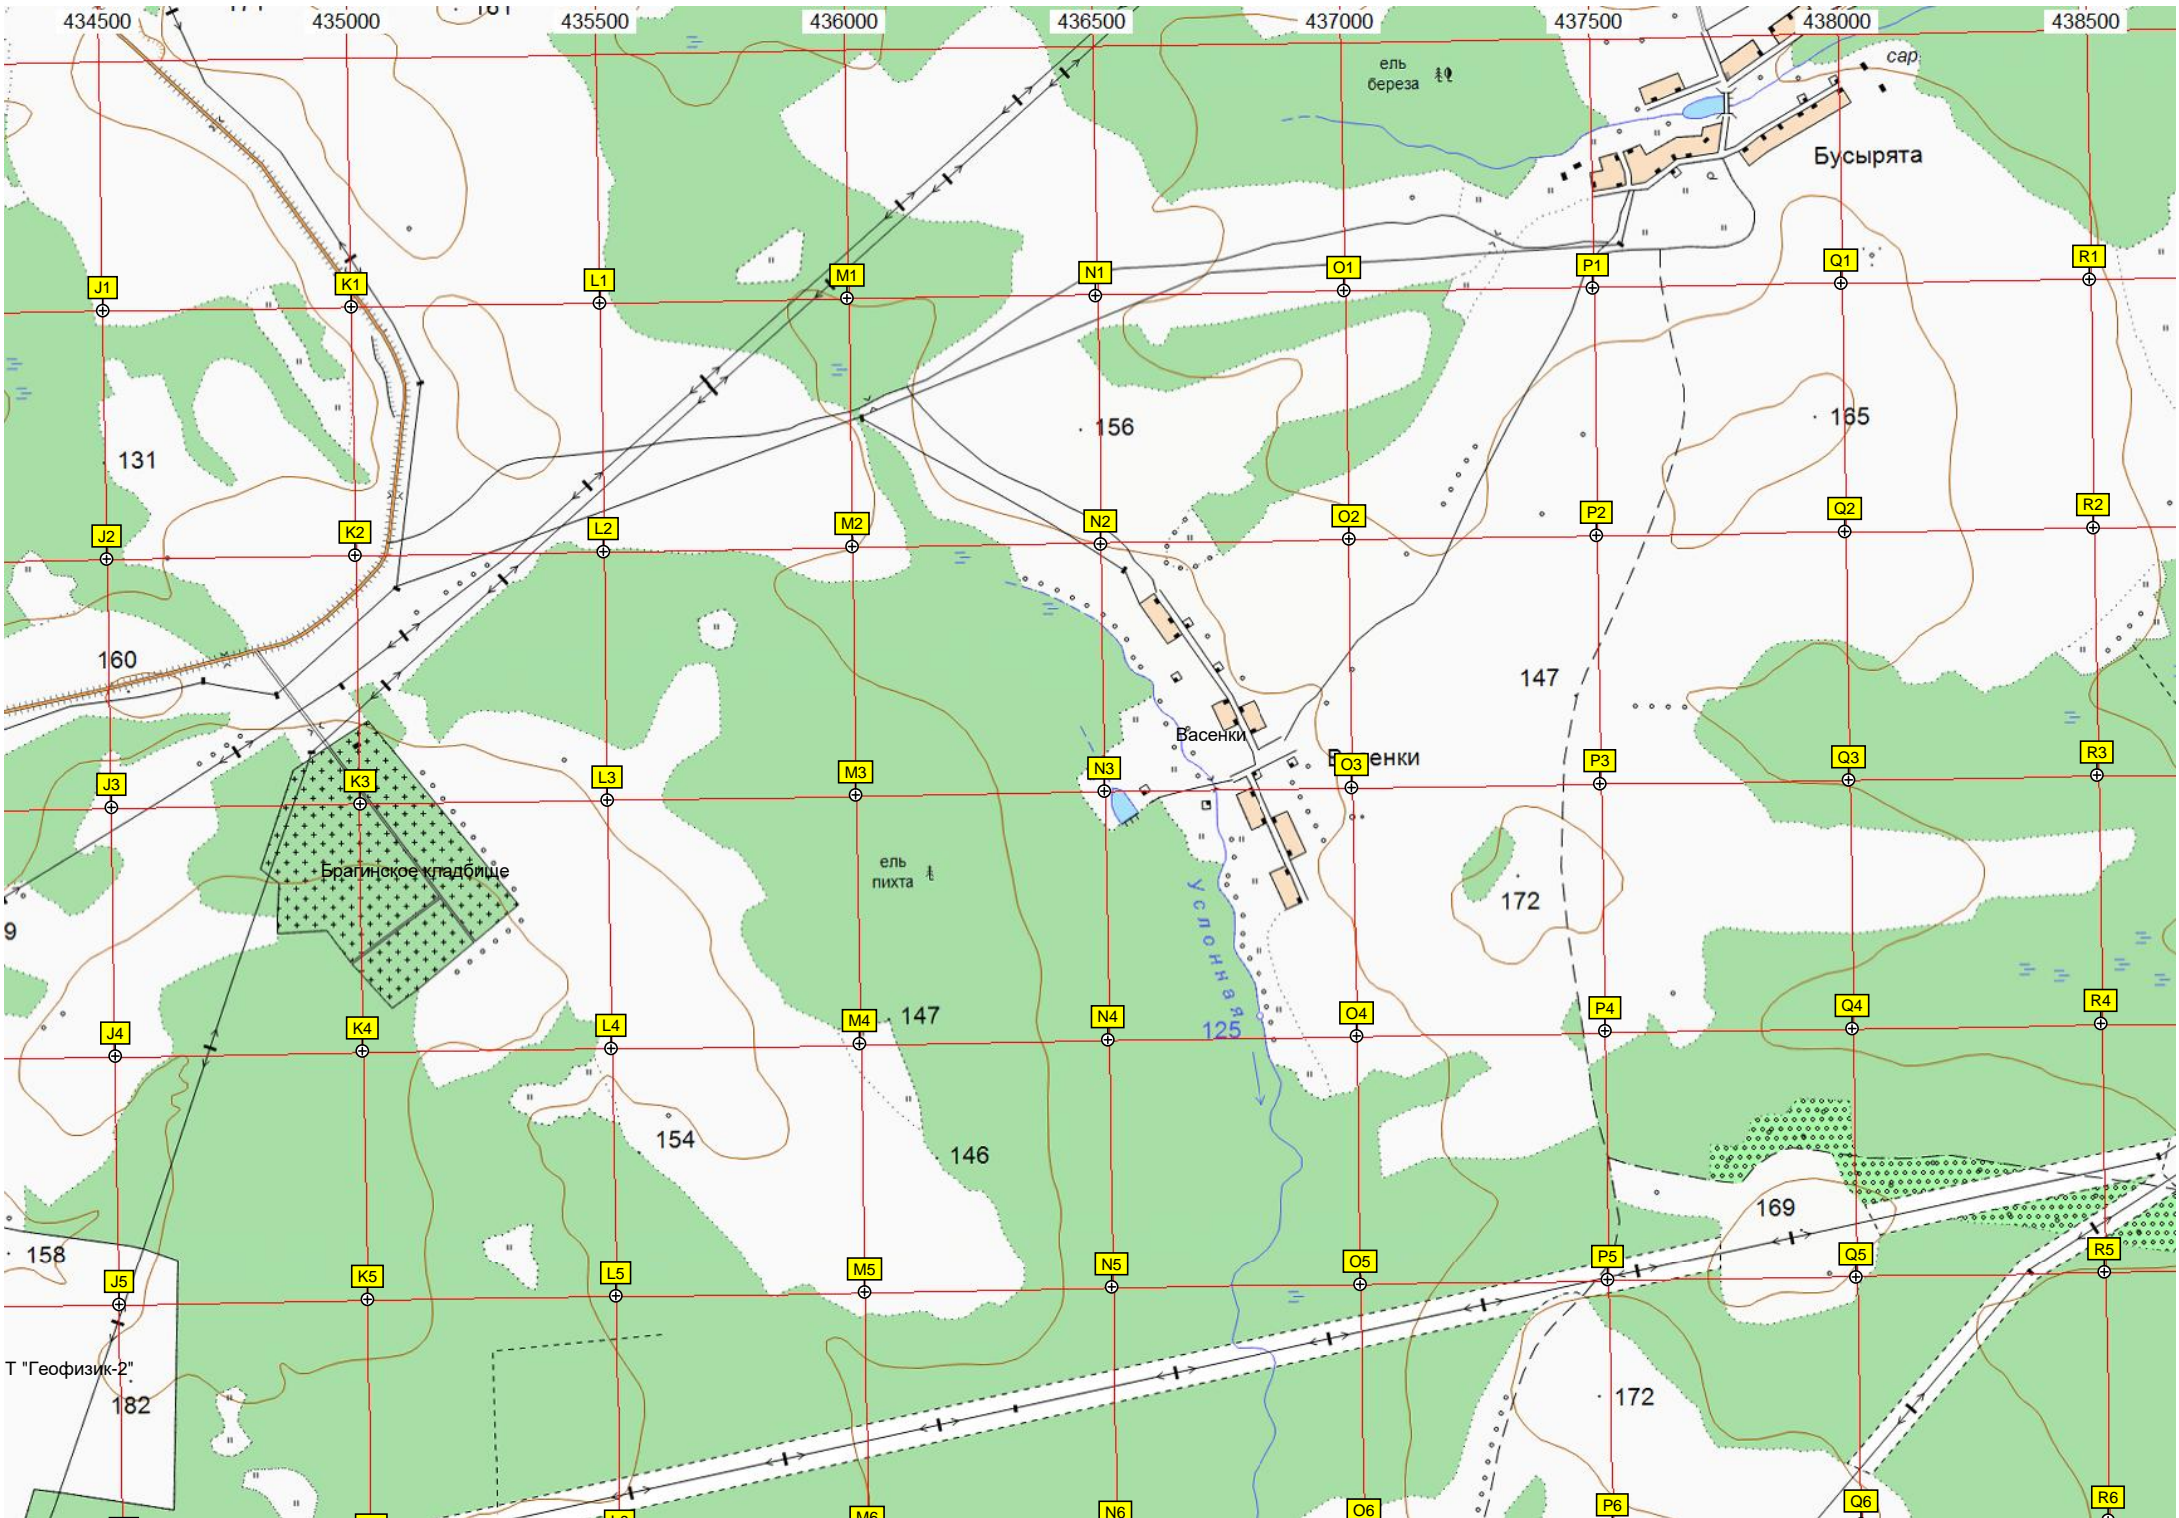 434500 435000 435500 436000 436500 437000 437500 438000 438500
ель
береза
сар
Бусырята
J1 K1 L1 M1 N1 O1 P1 Q1 R1
131
156
165
J2 K2 L2 M2 N2 O2 P2 Q2 R2
160
147
Васенки
J3 K3 L3 M3 N3 O3 P3 Q3 R3
ель
пихта
Брагинское кладбище
172
9
Услонная
125
147
J4 K4 L4 M4 N4 O4 P4 Q4 R4
154
146
169
158
J5 K5 L5 M5 N5 O5 P5 Q5 R5
Т "Геофизик-2"
182
172
M6 N6 O6 P6 Q6 R6